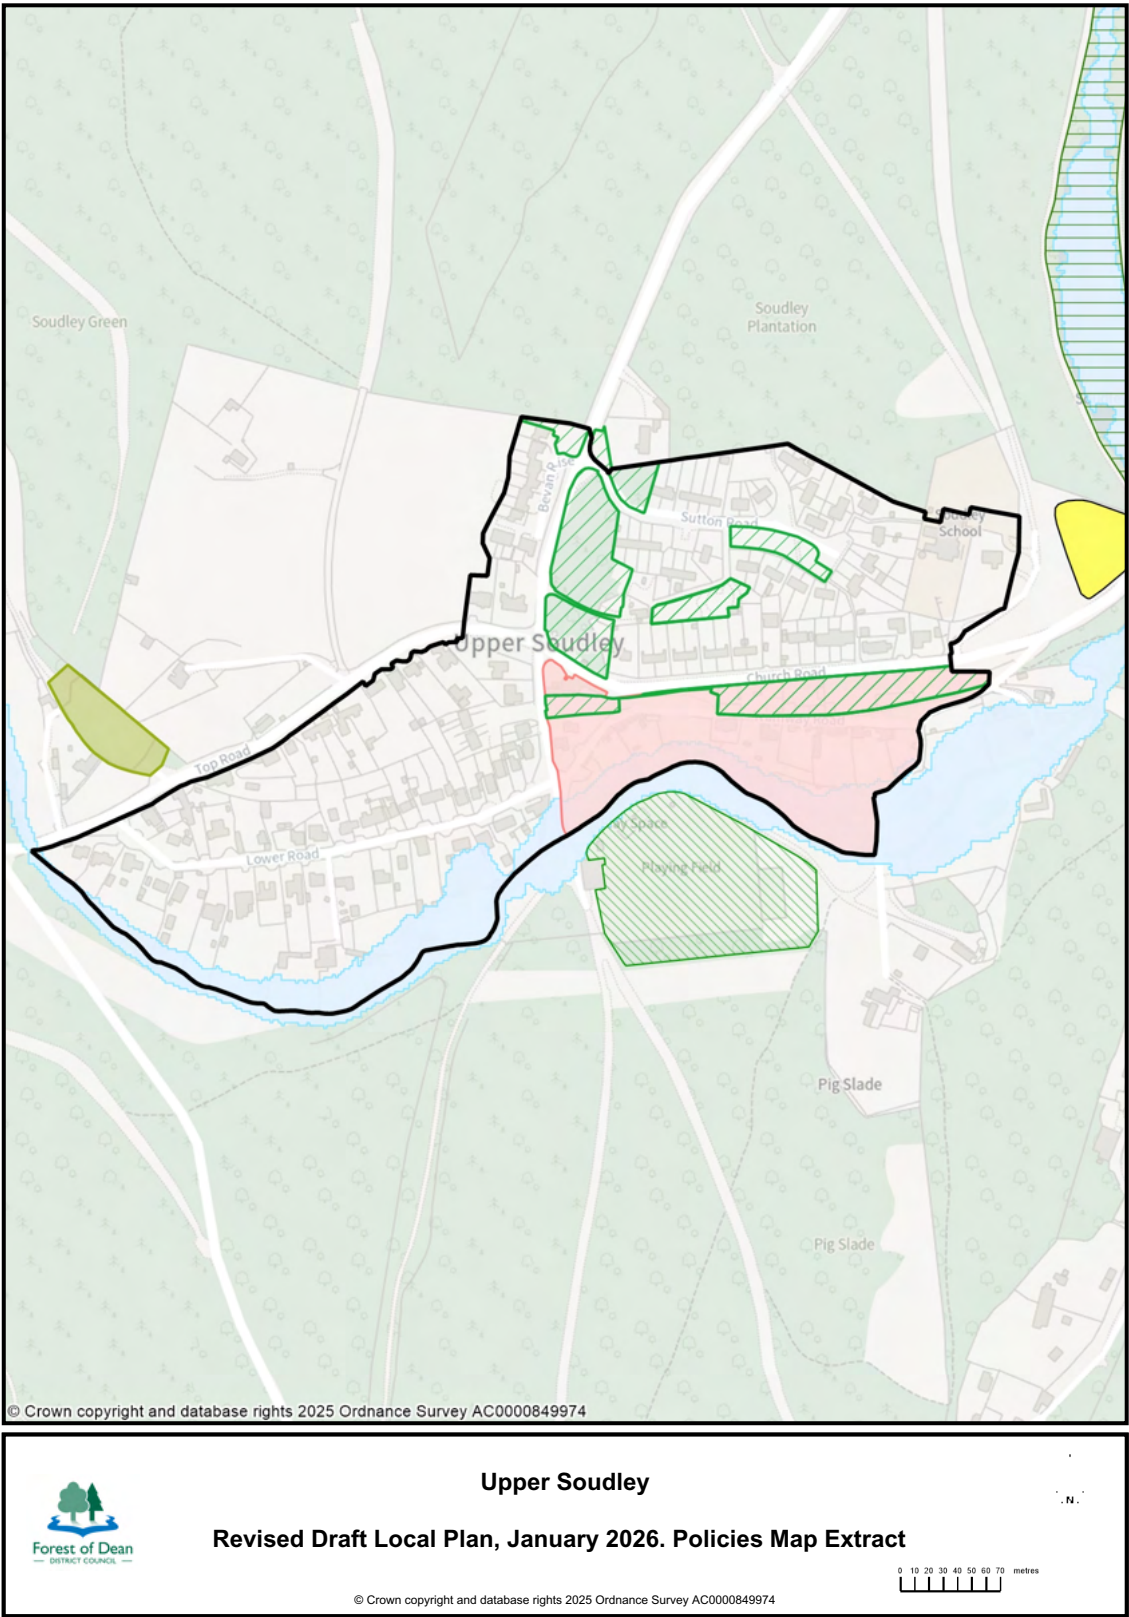 Soudley Green
Soudley
Plantation
Bevan Rise
Sutton Road
Soudley
School
Upper Soudley
Church Road
Top Road
Play Space
Lower Road
Playing Field
Pig Slade
Pig Slade
© Crown copyright and database rights 2025 Ordnance Survey AC0000849974
Upper Soudley
N
Revised Draft Local Plan, January 2026. Policies Map Extract
Forest of Dean
DISTRICT COUNCIL
0 10 20 30 40 50 60 70 metres
© Crown copyright and database rights 2025 Ordnance Survey AC0000849974